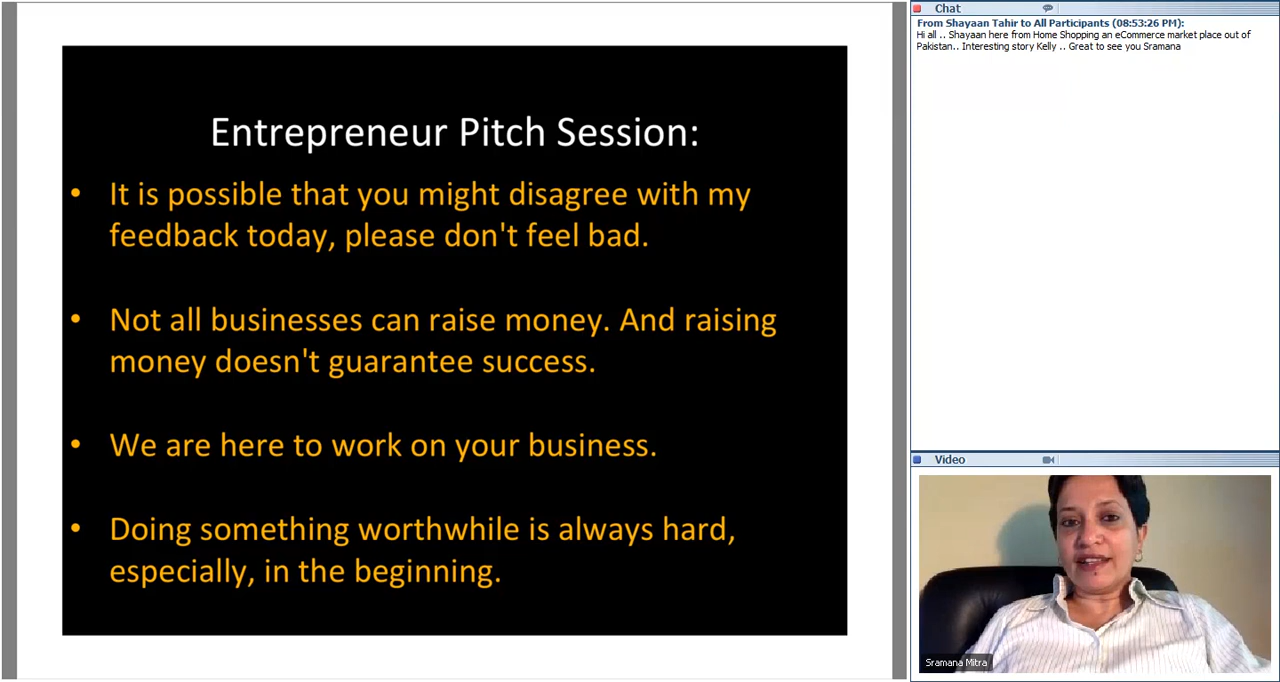 Entrepreneur Pitch Session:
• It is possible that you might disagree with my
feedback today, please don't feel bad.
• Not all businesses can raise money. And raising
money doesn't guarantee success.
• We are here to work on your business.
• Doing something worthwhile is always hard,
especially, in the beginning.
Chat
From Shayaan Tahir to All Participants (08:53:26 PM):
Hi all .. Shayaan here from Home Shopping an eCommerce market place out of
Pakistan.. Interesting story Kelly .. Great to see you Sramana
Video
Sramana Mitra